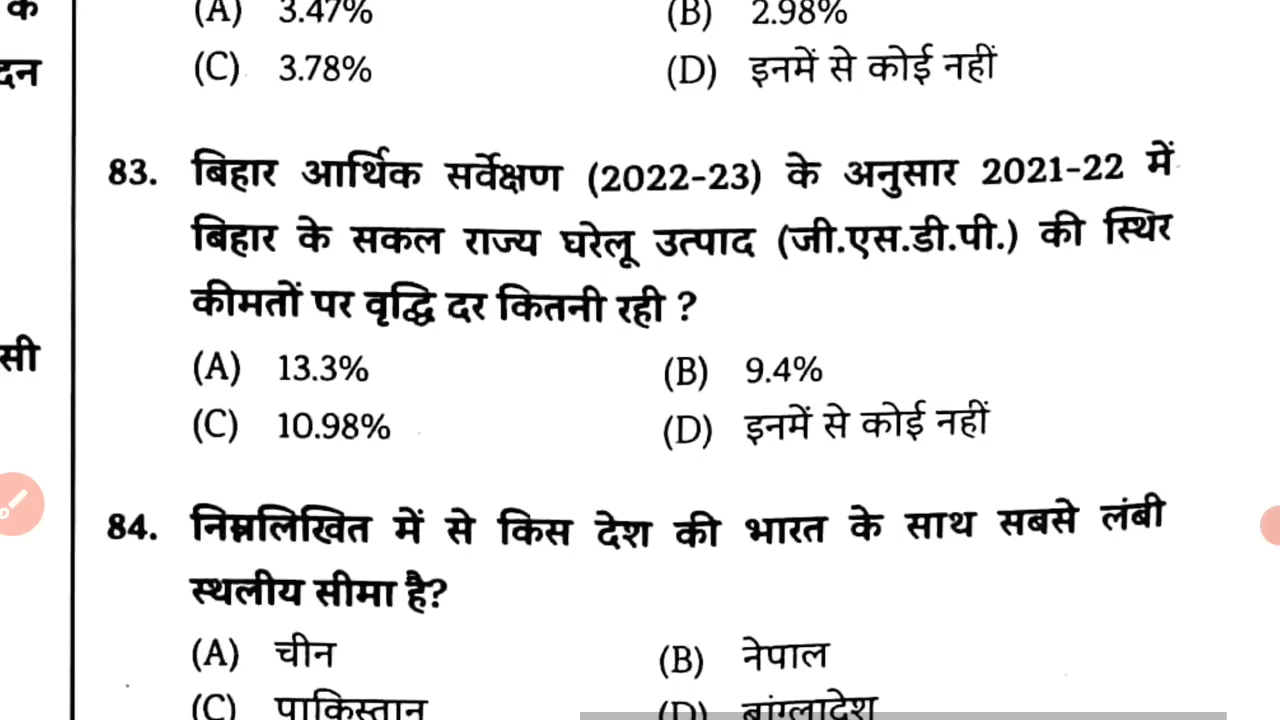 के
दन
सी
(A) 3.47% (B) 2.98%
(C) 3.78% (D) इनमें से कोई नहीं
83. बिहार आर्थिक सर्वेक्षण (2022-23) के अनुसार 2021-22 में
बिहार के सकल राज्य घरेलू उत्पाद (जी.एस.डी.पी.) की स्थिर
कीमतों पर वृद्धि दर कितनी रही ?
(A) 13.3% (B) 9.4%
(C) 10.98% (D) इनमें से कोई नहीं
84. निम्नलिखित में से किस देश की भारत के साथ सबसे लंबी
स्थलीय सीमा है?
(A) चीन (B) नेपाल
(C) पाकिस्तान (D) बांग्लादेश